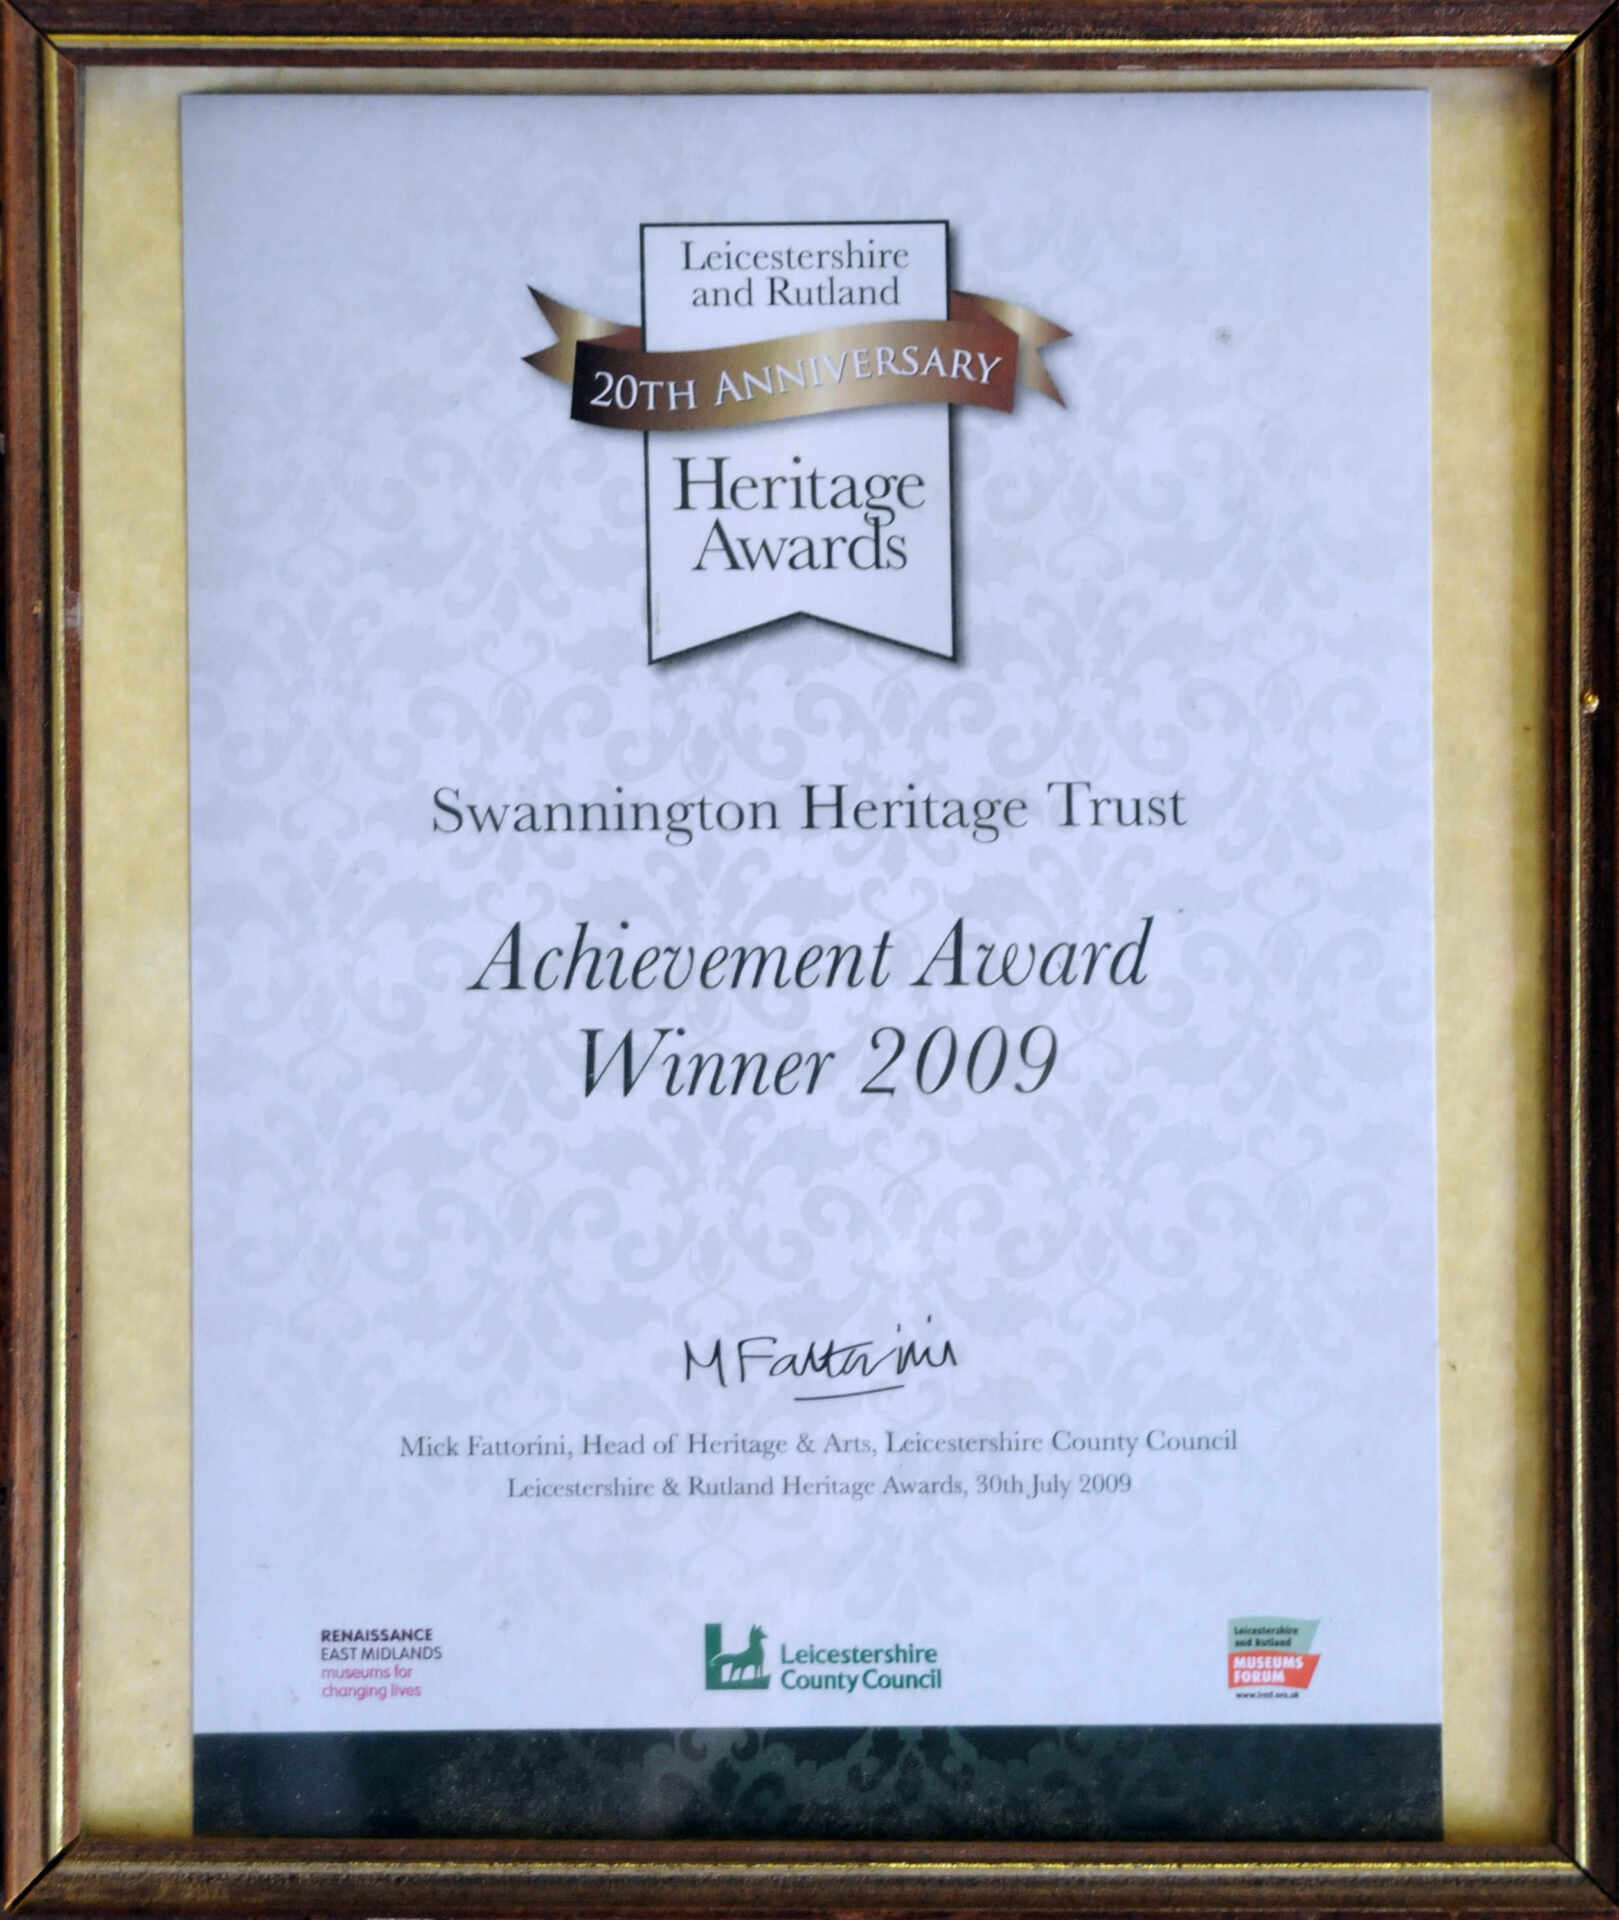 Leicestershire
and Rutland
20TH ANNIVERSARY
Heritage
Awards
Swannington Heritage Trust
Achievement Award
Winner 2009
M Fattorini
Mick Fattorini, Head of Heritage & Arts, Leicestershire County Council
Leicestershire & Rutland Heritage Awards, 30th July 2009
RENAISSANCE
EAST MIDLANDS
museums for
changing lives
Leicestershire
County Council
Leicestershire
and Rutland
MUSEUMS
FORUM